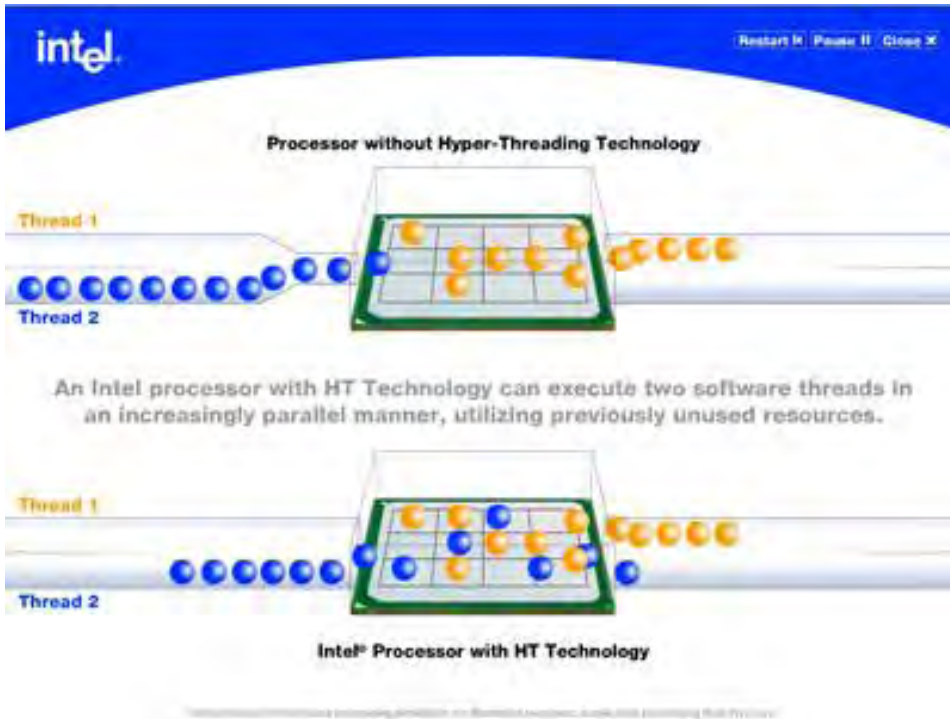 intel.
Restart Pause II Close X
Processor without Hyper-Threading Technology
Thread 1
Thread 2
An Intel processor with HT Technology can execute two software threads in
an increasingly parallel manner, utilizing previously unused resources.
Thread 1
Thread 2
Intel® Processor with HT Technology